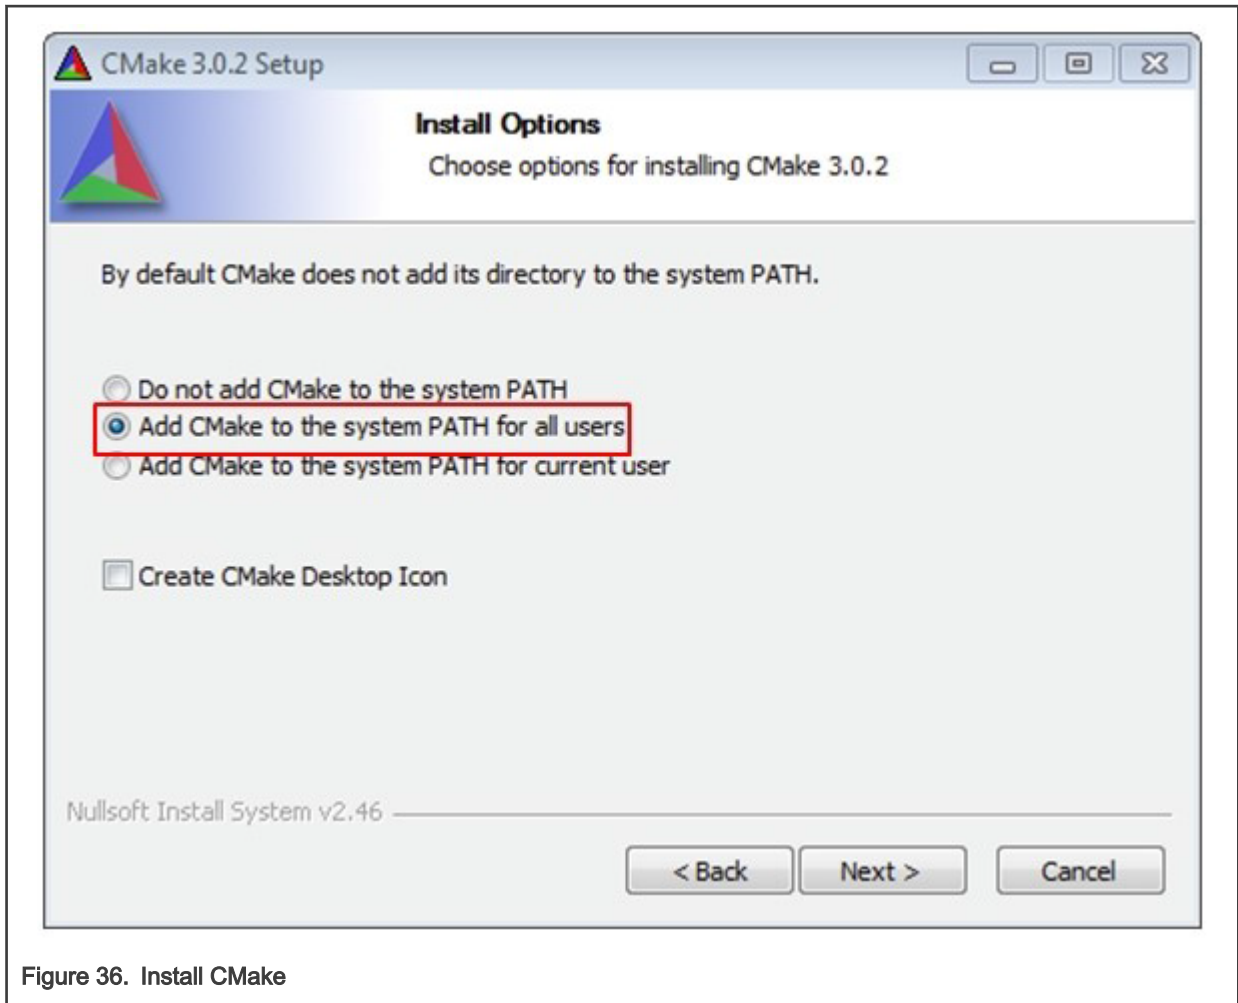 CMake 3.0.2 Setup
Install Options
Choose options for installing CMake 3.0.2
By default CMake does not add its directory to the system PATH.
Do not add CMake to the system PATH
Add CMake to the system PATH for all users
Add CMake to the system PATH for current user
Create CMake Desktop Icon
Nullsoft Install System v2.46
< Back Next > Cancel
Figure 36. Install CMake